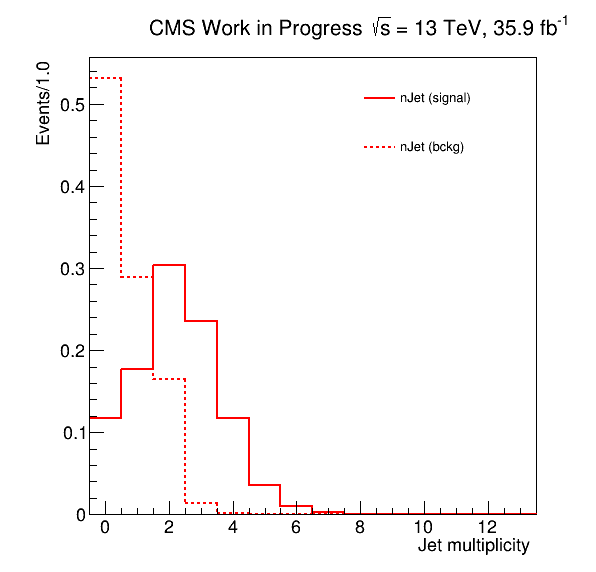 CMS Work in Progress √s = 13 TeV, 35.9 fb⁻¹
Events/1.0
nJet (signal)
nJet (bckg)
0.5
0.4
0.3
0.2
0.1
0
0 2 4 6 8 10 12
Jet multiplicity